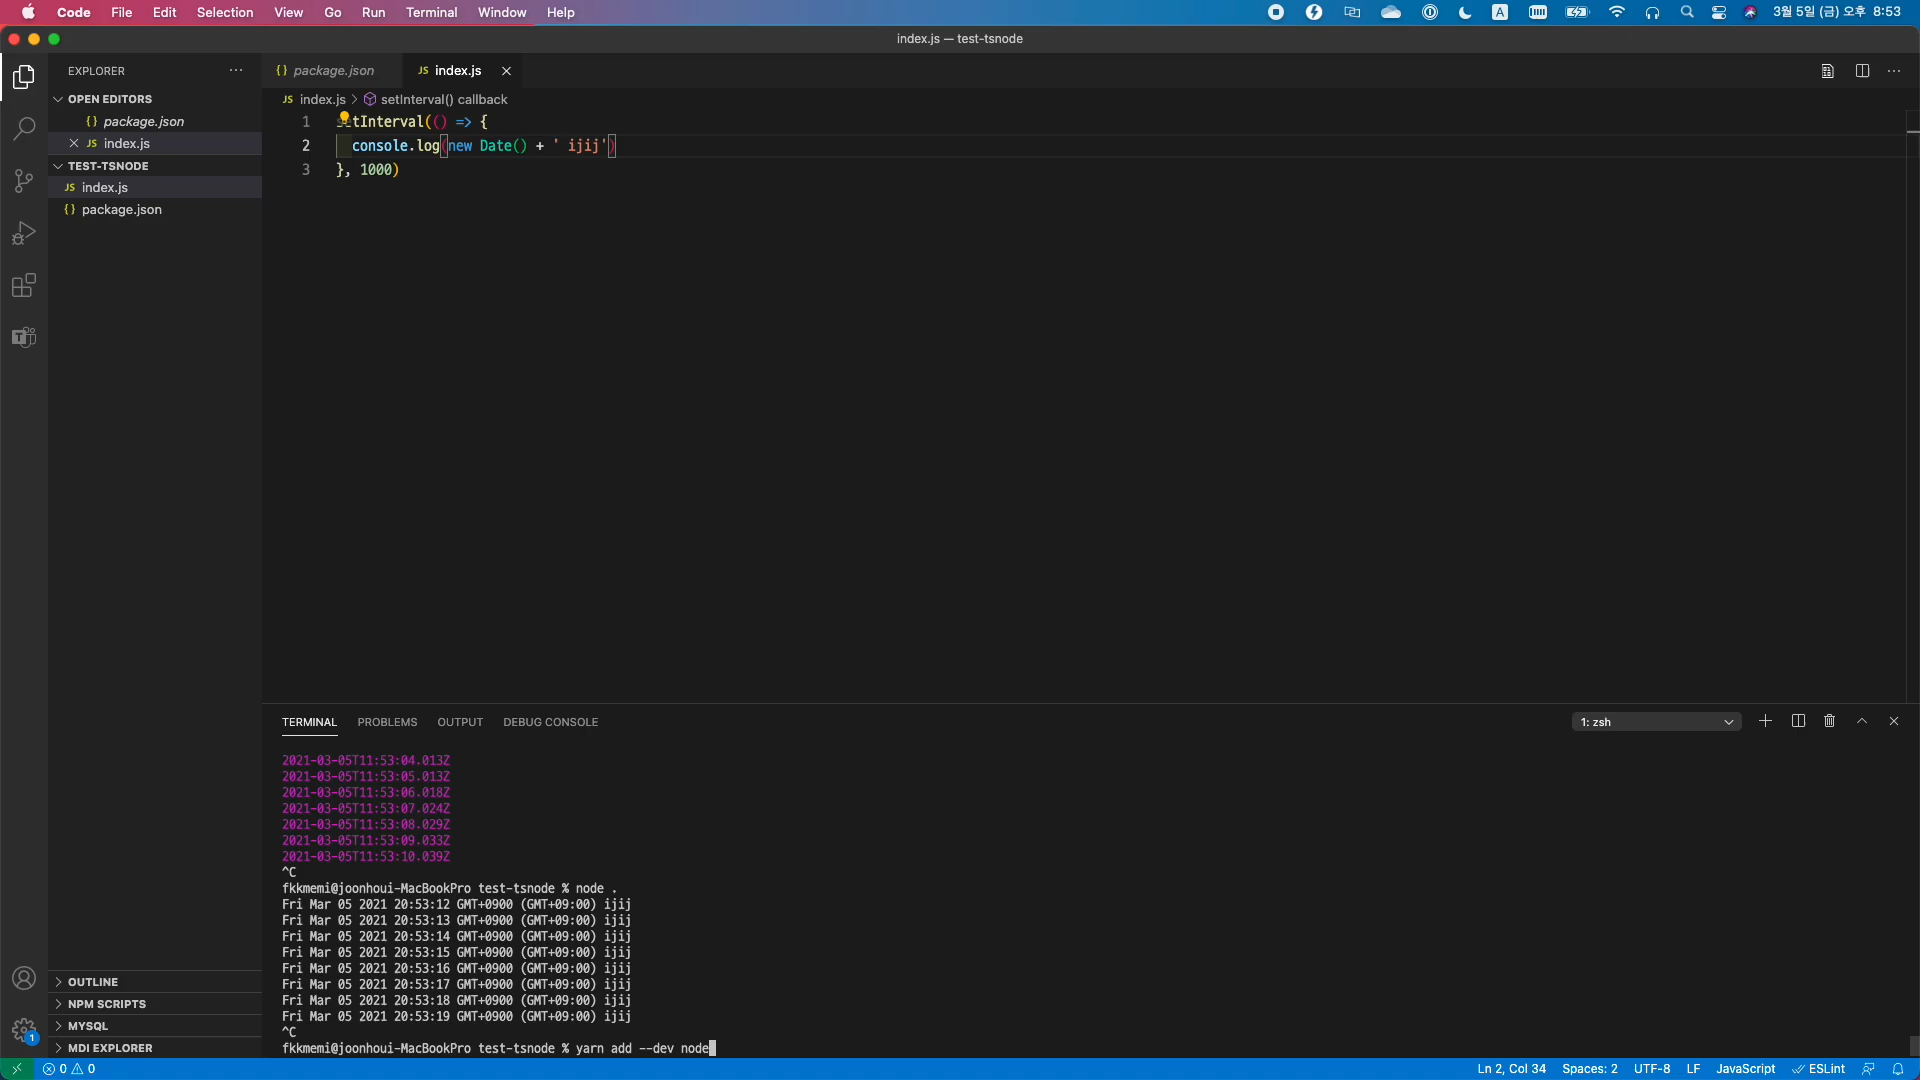 Code File Edit Selection View Go Run Terminal Window Help
A
3월 5일 (금) 오후 8:53
index.js — test-tsnode
EXPLORER
{} package.json
JS index.js
OPEN EDITORS
{} package.json
JS index.js
TEST-TSNODE
JS index.js
{} package.json
JS index.js > setInterval() callback
1 setInterval(() => {
2 console.log(new Date() + ' ijij')
3 }, 1000)
TERMINAL PROBLEMS OUTPUT DEBUG CONSOLE
1: zsh
2021-03-05T11:53:04.013Z
2021-03-05T11:53:05.013Z
2021-03-05T11:53:06.018Z
2021-03-05T11:53:07.024Z
2021-03-05T11:53:08.029Z
2021-03-05T11:53:09.033Z
2021-03-05T11:53:10.039Z
^C
fkkmemi@joonhoui-MacBookPro test-tsnode % node .
Fri Mar 05 2021 20:53:12 GMT+0900 (GMT+09:00) ijij
Fri Mar 05 2021 20:53:13 GMT+0900 (GMT+09:00) ijij
Fri Mar 05 2021 20:53:14 GMT+0900 (GMT+09:00) ijij
Fri Mar 05 2021 20:53:15 GMT+0900 (GMT+09:00) ijij
Fri Mar 05 2021 20:53:16 GMT+0900 (GMT+09:00) ijij
Fri Mar 05 2021 20:53:17 GMT+0900 (GMT+09:00) ijij
Fri Mar 05 2021 20:53:18 GMT+0900 (GMT+09:00) ijij
Fri Mar 05 2021 20:53:19 GMT+0900 (GMT+09:00) ijij
^C
fkkmemi@joonhoui-MacBookPro test-tsnode % yarn add --dev node
OUTLINE
NPM SCRIPTS
MYSQL
MDI EXPLORER
1
0 0
Ln 2, Col 34 Spaces: 2 UTF-8 LF JavaScript ESLint